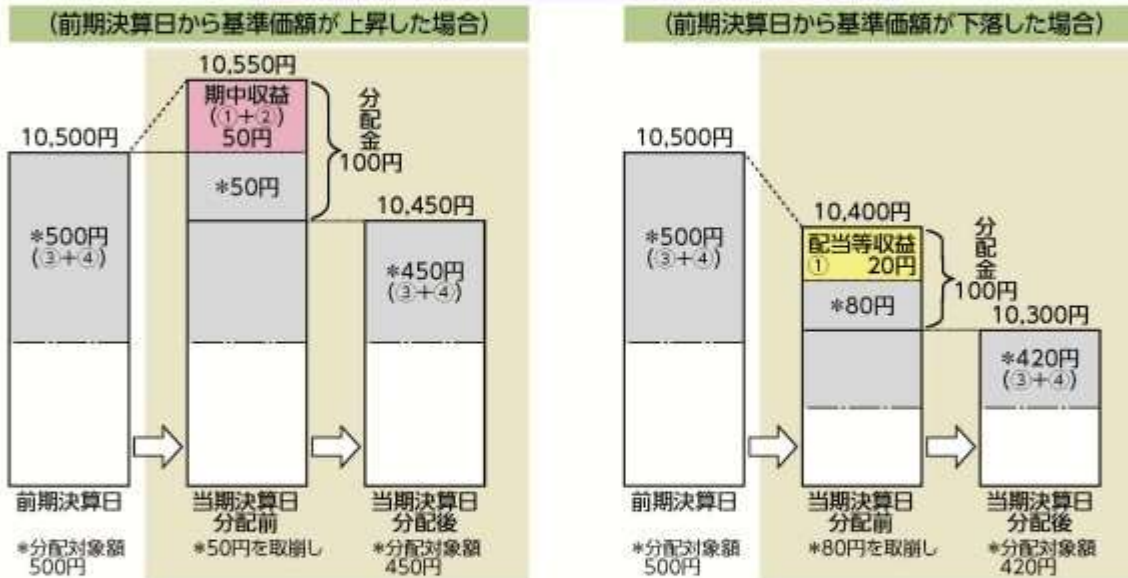 (前期決算日から基準価額が上昇した場合)
10,550円
期中収益
(①+②)
50円
分配金
100円
10,500円
*50円
10,450円
*500円
(③+④)
*450円
(③+④)
前期決算日
当期決算日
分配前
当期決算日
分配後
*分配対象額
500円
*50円を取崩し
*分配対象額
450円
(前期決算日から基準価額が下落した場合)
10,500円
*500円
(③+④)
10,400円
配当等収益
① 20円
分配金
100円
*80円
10,300円
*420円
(③+④)
前期決算日
当期決算日
分配前
当期決算日
分配後
*分配対象額
500円
*80円を取崩し
*分配対象額
420円